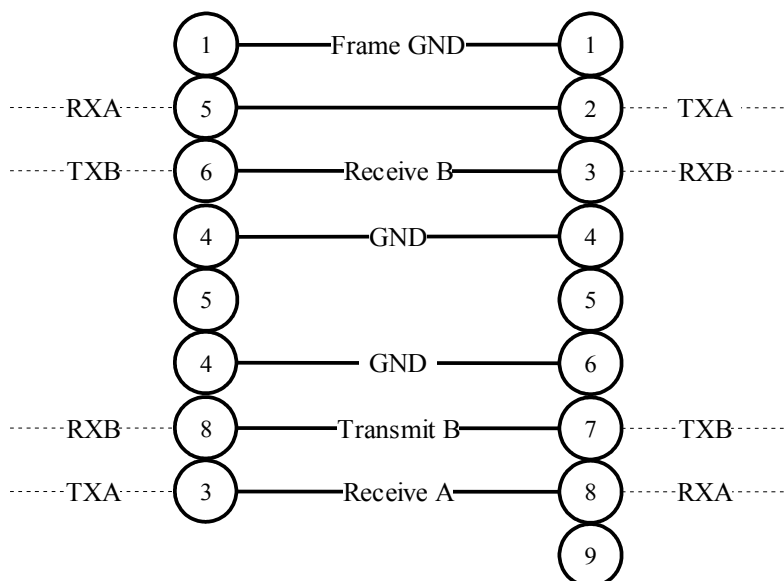 1 Frame GND 1
RXA 5 2 TXA
TXB 6 Receive B 3 RXB
4 GND 4
5 5
4 GND 6
RXB 8 Transmit B 7 TXB
TXA 3 Receive A 8 RXA
9